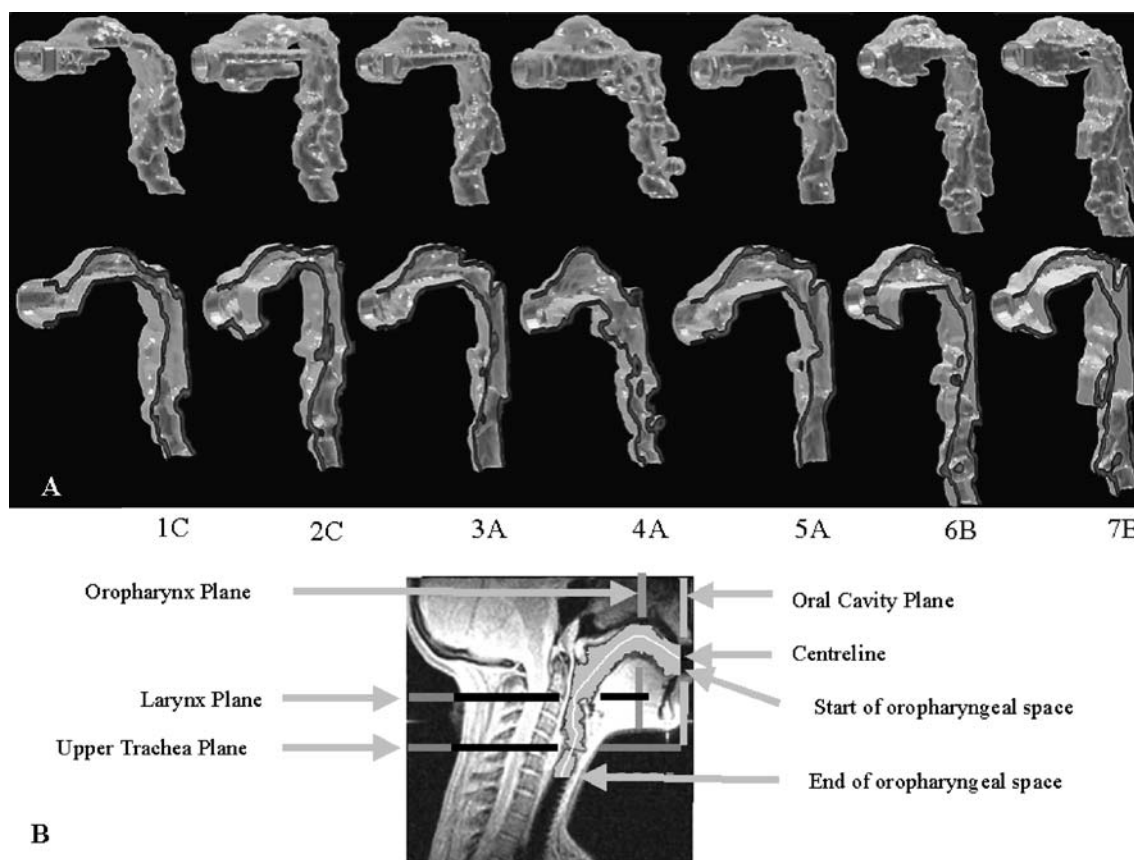 A
1C 2C 3A 4A 5A 6B 7B
Oropharynx Plane
Oral Cavity Plane
Centreline
Larynx Plane
Start of oropharyngeal space
Upper Trachea Plane
End of oropharyngeal space
B